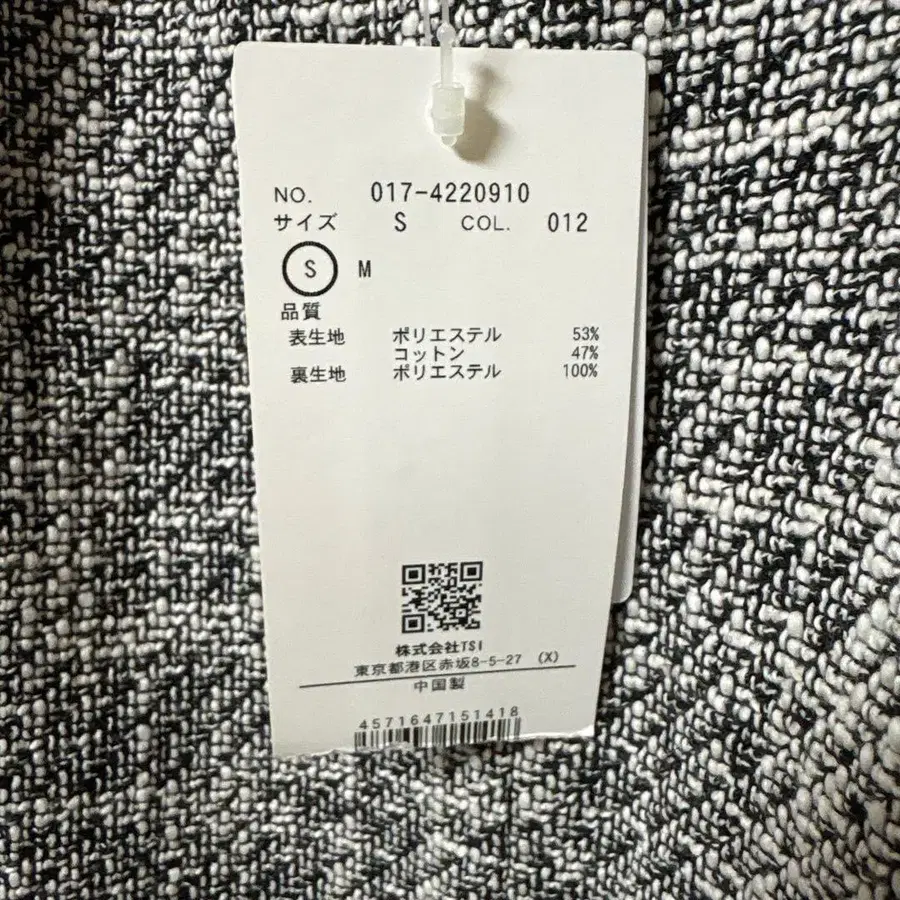 NO. 017-4220910
サイズ S COL. 012
S M
品質
表生地 ポリエステル 53%
コットン 47%
裏生地 ポリエステル 100%
株式会社TSI
東京都港区赤坂8-5-27 (X)
中国製
4571647151418